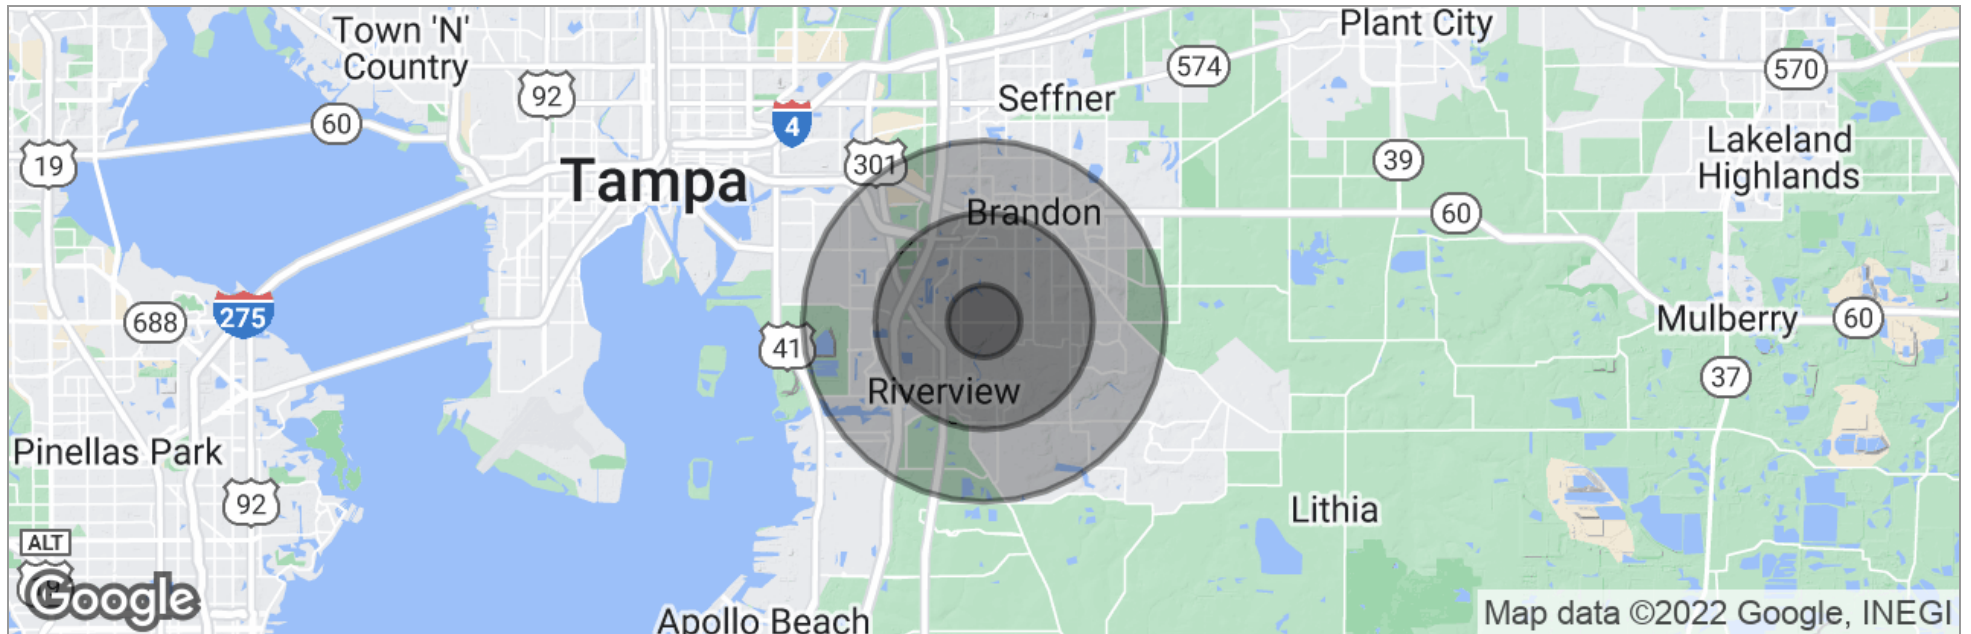 Town 'N'
Country
Plant City
574
570
92
Seffner
60
4
19
301
39
Lakeland
Highlands
Tampa
Brandon
60
688
275
41
Mulberry
60
37
Riverview
Pinellas Park
92
Lithia
ALT
19
Google
Apollo Beach
Map data ©2022 Google, INEGI